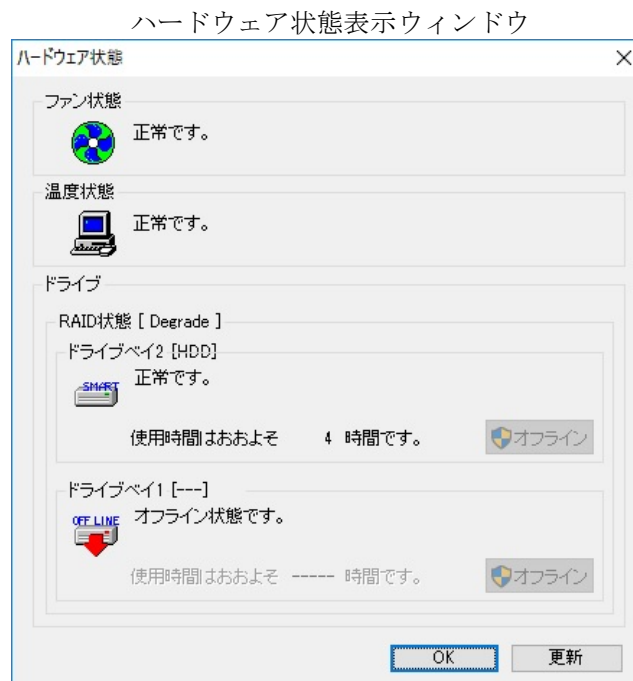 ハードウェア状態表示ウィンドウ
ハードウェア状態
ファン状態
正常です。
温度状態
正常です。
ドライブ
RAID状態 [ Degrade ]
ドライブベイ2 [HDD]
SMART
正常です。
使用時間はおおよそ 4 時間です。
オフライン
ドライブベイ1 [---]
OFF LINE
オフライン状態です。
使用時間はおおよそ ----- 時間です。
オフライン
OK
更新